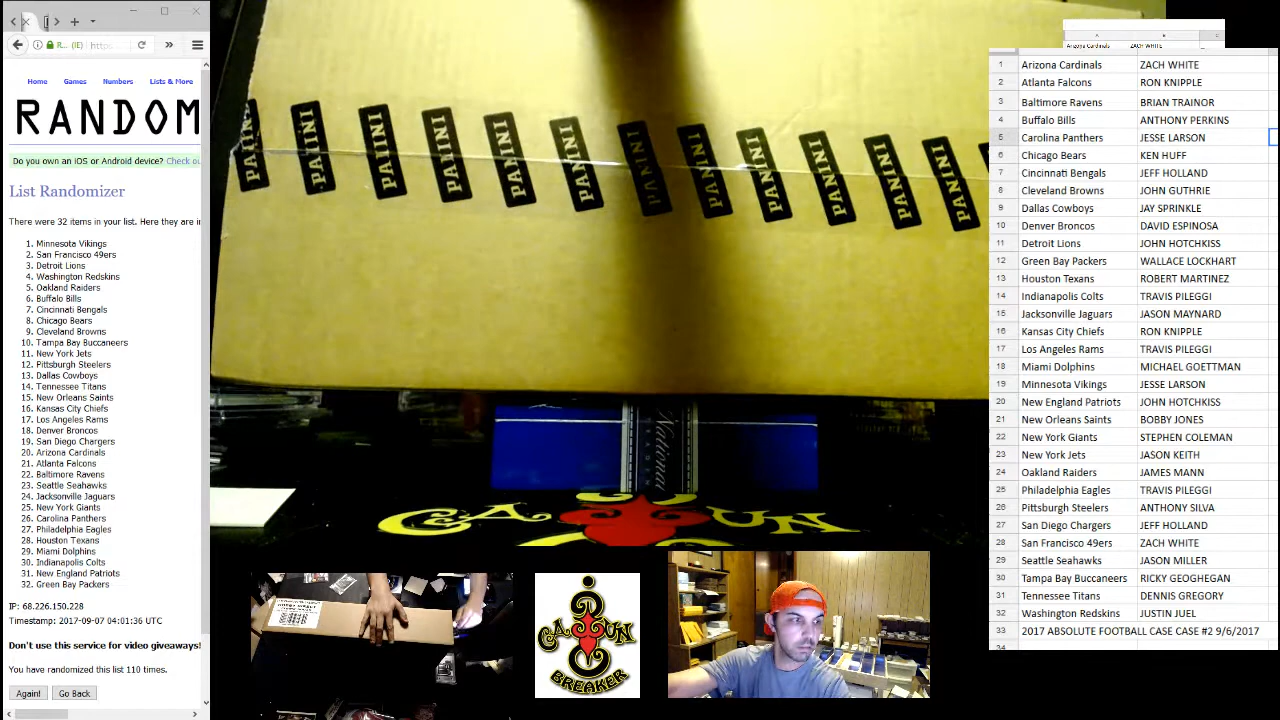 R... (IE) https:
Home Games Numbers Lists & More
RANDOM
Do you own an iOS or Android device? Check ou
List Randomizer
There were 32 items in your list. Here they are i
1. Minnesota Vikings
2. San Francisco 49ers
3. Detroit Lions
4. Washington Redskins
5. Oakland Raiders
6. Buffalo Bills
7. Cincinnati Bengals
8. Chicago Bears
9. Cleveland Browns
10. Tampa Bay Buccaneers
11. New York Jets
12. Pittsburgh Steelers
13. Dallas Cowboys
14. Tennessee Titans
15. New Orleans Saints
16. Kansas City Chiefs
17. Los Angeles Rams
18. Denver Broncos
19. San Diego Chargers
20. Arizona Cardinals
21. Atlanta Falcons
22. Baltimore Ravens
23. Seattle Seahawks
24. Jacksonville Jaguars
25. New York Giants
26. Carolina Panthers
27. Philadelphia Eagles
28. Houston Texans
29. Miami Dolphins
30. Indianapolis Colts
31. New England Patriots
32. Green Bay Packers
IP: 68.226.150.228
Timestamp: 2017-09-07 04:01:36 UTC
Don't use this service for video giveaways!
You have randomized this list 110 times.
Again! Go Back
PANINI PANINI PANINI PANINI PANINI PANINI PANINI PANINI PANINI PANINI PANINI PANINI
National
CAJUN
CAJUN
BREAKER
Arizona Cardinals ZACH WHITE
1 Arizona Cardinals ZACH WHITE
2 Atlanta Falcons RON KNIPPLE
3 Baltimore Ravens BRIAN TRAINOR
4 Buffalo Bills ANTHONY PERKINS
5 Carolina Panthers JESSE LARSON
6 Chicago Bears KEN HUFF
7 Cincinnati Bengals JEFF HOLLAND
8 Cleveland Browns JOHN GUTHRIE
9 Dallas Cowboys JAY SPRINKLE
10 Denver Broncos DAVID ESPINOSA
11 Detroit Lions JOHN HOTCHKISS
12 Green Bay Packers WALLACE LOCKHART
13 Houston Texans ROBERT MARTINEZ
14 Indianapolis Colts TRAVIS PILEGGI
15 Jacksonville Jaguars JASON MAYNARD
16 Kansas City Chiefs RON KNIPPLE
17 Los Angeles Rams TRAVIS PILEGGI
18 Miami Dolphins MICHAEL GOETTMAN
19 Minnesota Vikings JESSE LARSON
20 New England Patriots JOHN HOTCHKISS
21 New Orleans Saints BOBBY JONES
22 New York Giants STEPHEN COLEMAN
23 New York Jets JASON KEITH
24 Oakland Raiders JAMES MANN
25 Philadelphia Eagles TRAVIS PILEGGI
26 Pittsburgh Steelers ANTHONY SILVA
27 San Diego Chargers JEFF HOLLAND
28 San Francisco 49ers ZACH WHITE
29 Seattle Seahawks JASON MILLER
30 Tampa Bay Buccaneers RICKY GEOGHEGAN
31 Tennessee Titans DENNIS GREGORY
32 Washington Redskins JUSTIN JUEL
33 2017 ABSOLUTE FOOTBALL CASE CASE #2 9/6/2017
34